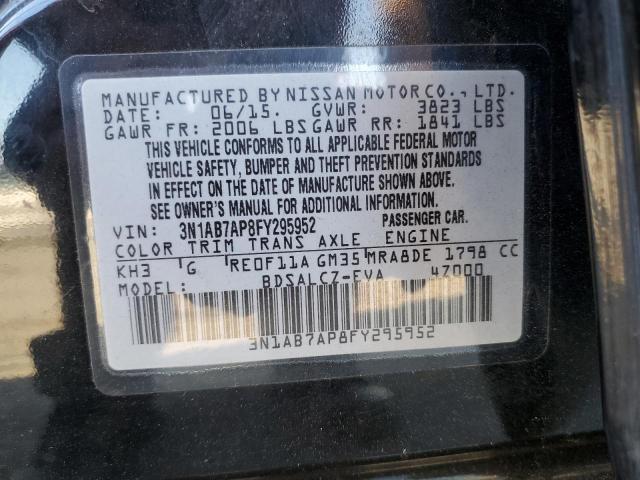 MANUFACTURED BY NISSAN MOTOR CO., LTD.
DATE: 06/15. GVWR: 3823 LBS
GAWR FR: 2006 LBS GAWR RR: 1841 LBS
THIS VEHICLE CONFORMS TO ALL APPLICABLE FEDERAL MOTOR
VEHICLE SAFETY, BUMPER AND THEFT PREVENTION STANDARDS
IN EFFECT ON THE DATE OF MANUFACTURE SHOWN ABOVE.
SEE OWNER'S MANUAL FOR ADDITIONAL INFORMATION.
VIN: 3N1AB7AP8FY295952 PASSENGER CAR.
COLOR TRIM TRANS AXLE ENGINE
KH3 G RE0F11A GM35 MRA8DE 1798 CC
MODEL: BDSALCZ-EVA 47000
3N1AB7AP8FY295952